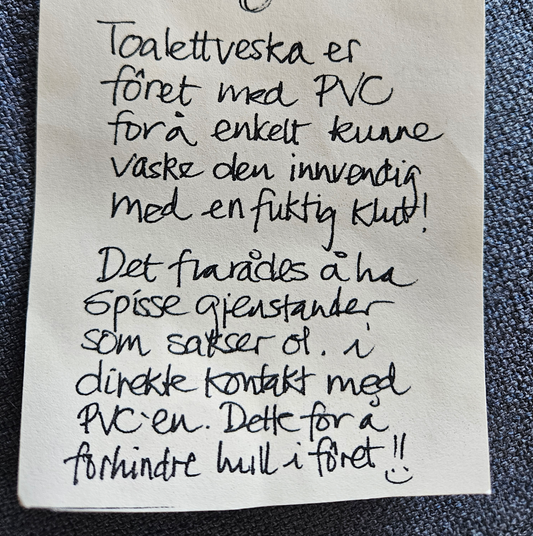 Toalettveska er
fôret med PVC
for å enkelt kunne
vaske den innvendig
med en fuktig klut!
Det frarådes å ha
spisse gjenstander
som sakser ol. i
direkte kontakt med
PVC-en. Dette for å
forhindre hull i fôret!!